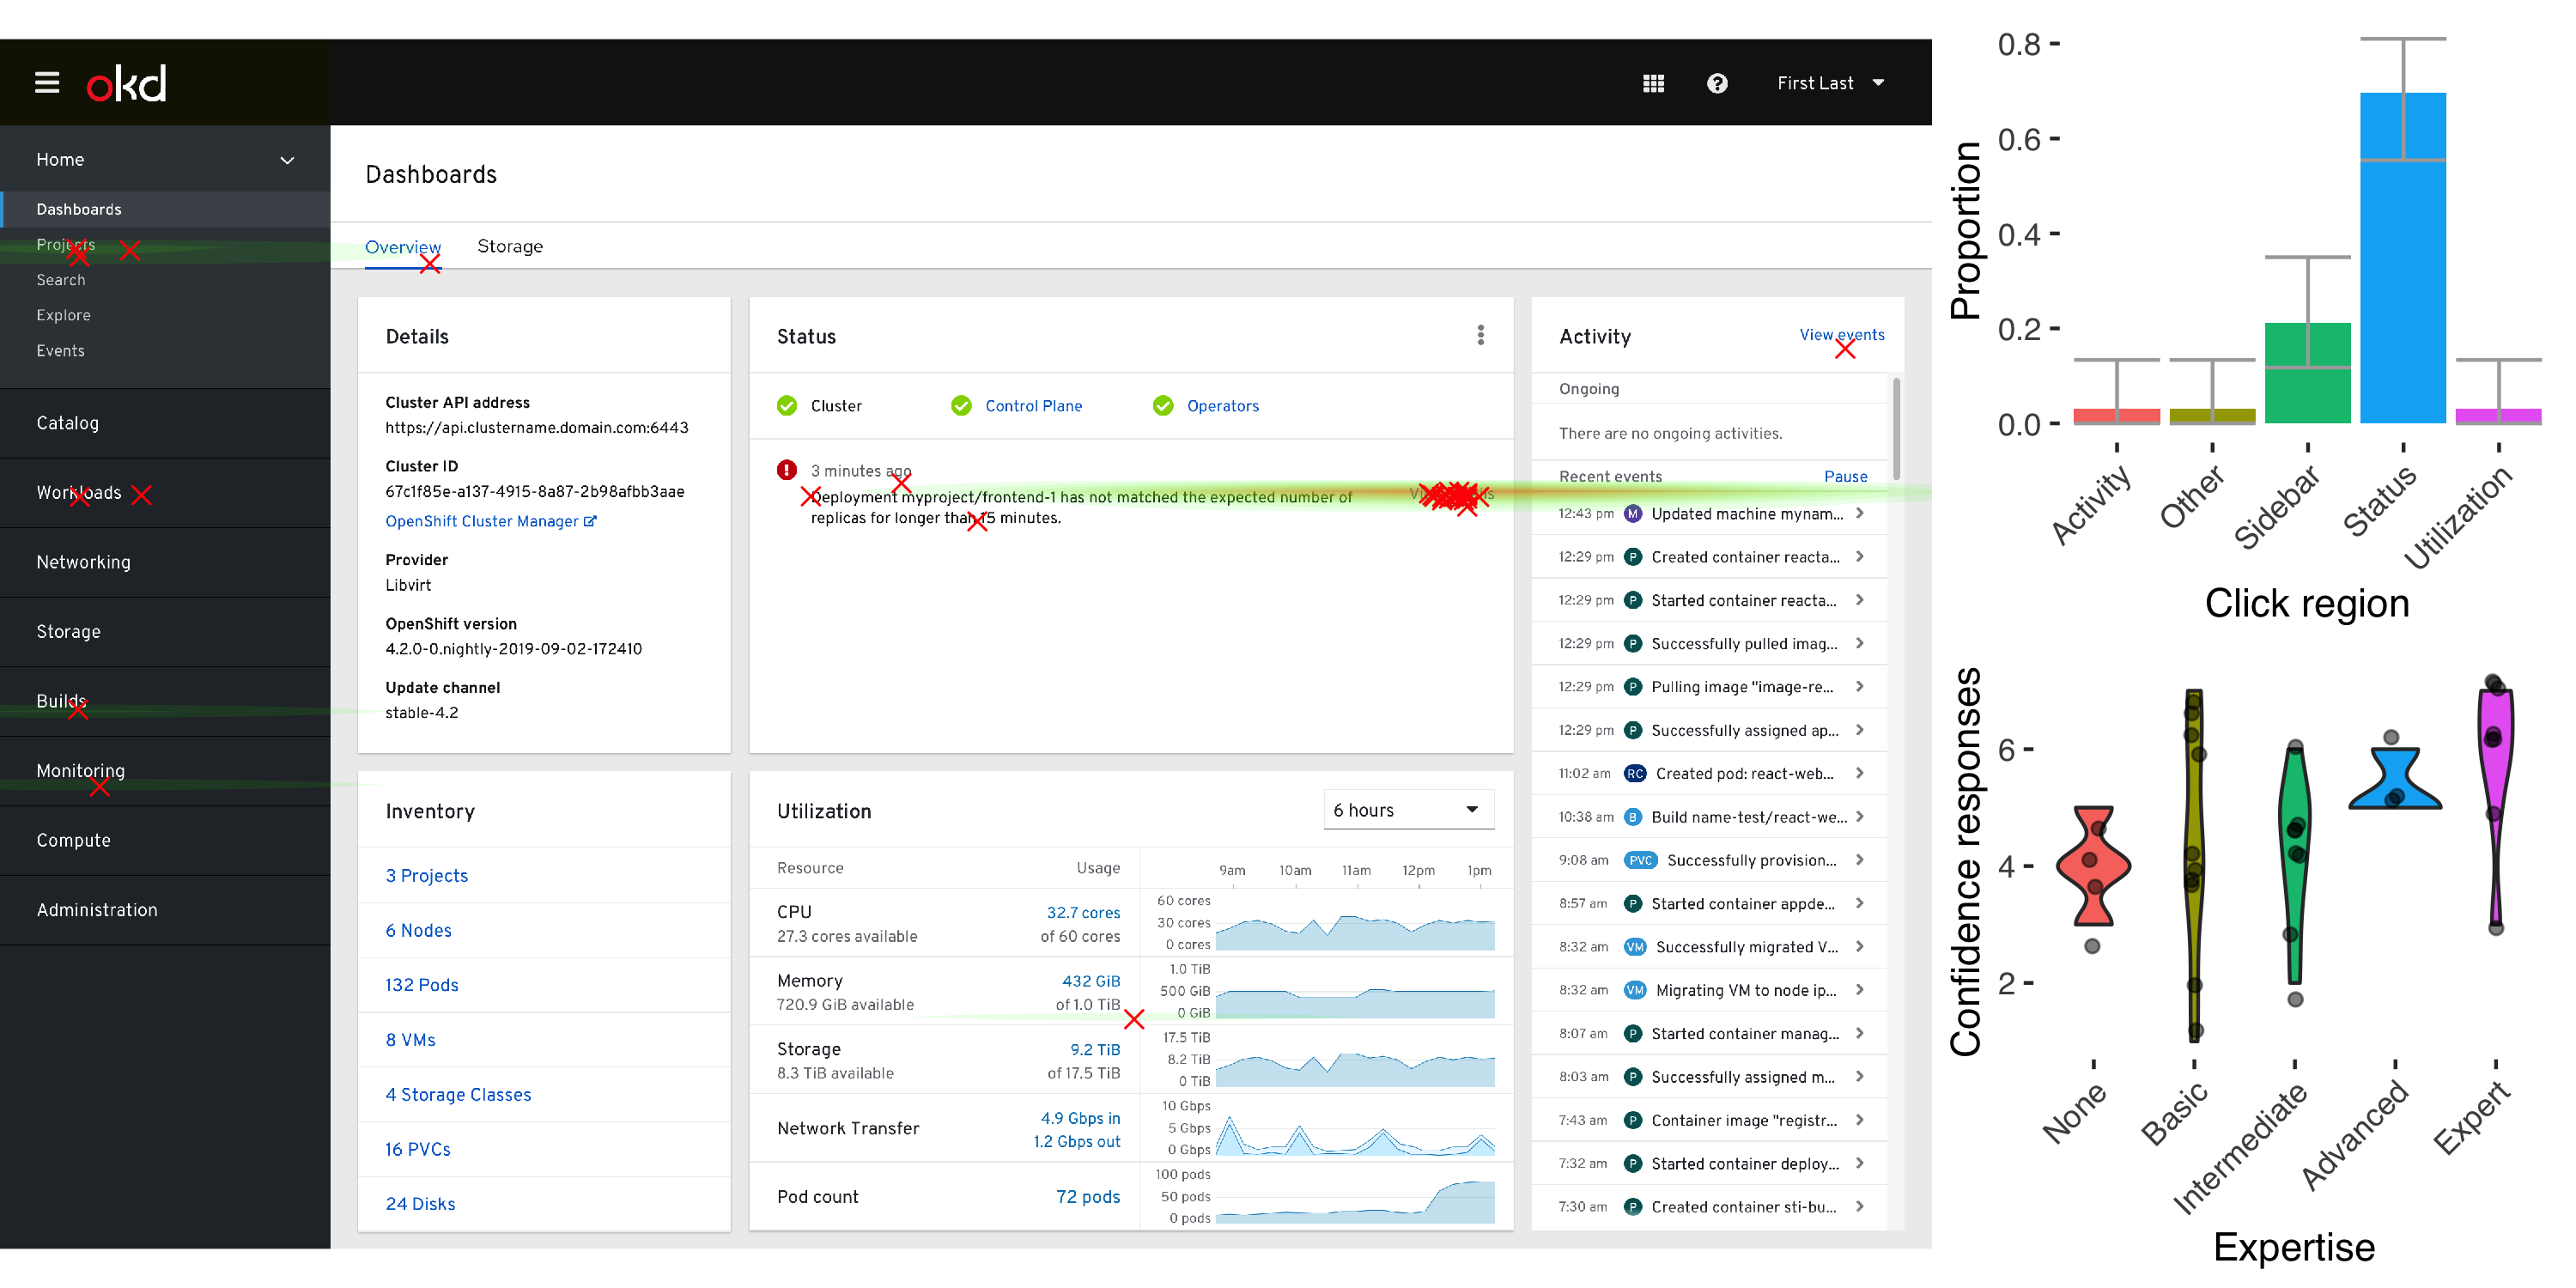 okd
First Last
Home
Dashboards
Projects
Search
Explore
Events
Catalog
Workloads
Networking
Storage
Builds
Monitoring
Compute
Administration
Dashboards
Overview
Storage
Details
Cluster API address
https://api.clustername.domain.com:6443
Cluster ID
67c1f85e-a137-4915-8a87-2b98afbb3aae
OpenShift Cluster Manager
Provider
Libvirt
OpenShift version
4.2.0-0.nightly-2019-09-02-172410
Update channel
stable-4.2
Inventory
3 Projects
6 Nodes
132 Pods
8 VMs
4 Storage Classes
16 PVCs
24 Disks
Status
Cluster
Control Plane
Operators
3 minutes ago
Deployment myproject/frontend-1 has not matched the expected number of
replicas for longer than 15 minutes.
Utilization
6 hours
Resource
Usage
9am 10am 11am 12pm 1pm
CPU
27.3 cores available
32.7 cores
of 60 cores
60 cores
30 cores
0 cores
Memory
720.9 GiB available
432 GiB
of 1.0 TiB
1.0 TiB
500 GiB
0 GiB
Storage
8.3 TiB available
9.2 TiB
of 17.5 TiB
17.5 TiB
8.2 TiB
0 TiB
Network Transfer
4.9 Gbps in
1.2 Gbps out
10 Gbps
5 Gbps
0 Gbps
Pod count
72 pods
100 pods
50 pods
0 pods
Activity
View events
Ongoing
There are no ongoing activities.
Recent events
Pause
12:43 pm M Updated machine mynam...
12:29 pm P Created container reacta...
12:29 pm P Started container reacta...
12:29 pm P Successfully pulled imag...
12:29 pm P Pulling image "image-re...
12:29 pm P Successfully assigned ap...
11:02 am RC Created pod: react-web...
10:38 am B Build name-test/react-we...
9:08 am PVC Successfully provision...
8:57 am P Started container appde...
8:32 am VM Successfully migrated V...
8:32 am VM Migrating VM to node ip...
8:07 am P Started container manag...
8:03 am P Successfully assigned m...
7:43 am P Container image "registr...
7:32 am P Started container deploy...
7:30 am P Created container sti-bu...
Proportion
0.8
0.6
0.4
0.2
0.0
Activity
Other
Sidebar
Status
Utilization
Click region
Confidence responses
6
4
2
None
Basic
Intermediate
Advanced
Expert
Expertise